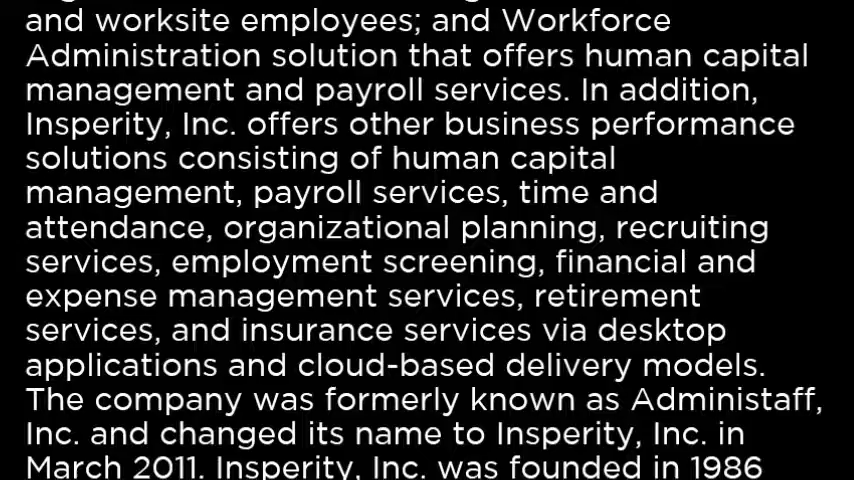 and worksite employees; and Workforce
Administration solution that offers human capital
management and payroll services. In addition,
Insperity, Inc. offers other business performance
solutions consisting of human capital
management, payroll services, time and
attendance, organizational planning, recruiting
services, employment screening, financial and
expense management services, retirement
services, and insurance services via desktop
applications and cloud-based delivery models.
The company was formerly known as Administaff,
Inc. and changed its name to Insperity, Inc. in
March 2011. Insperity, Inc. was founded in 1986